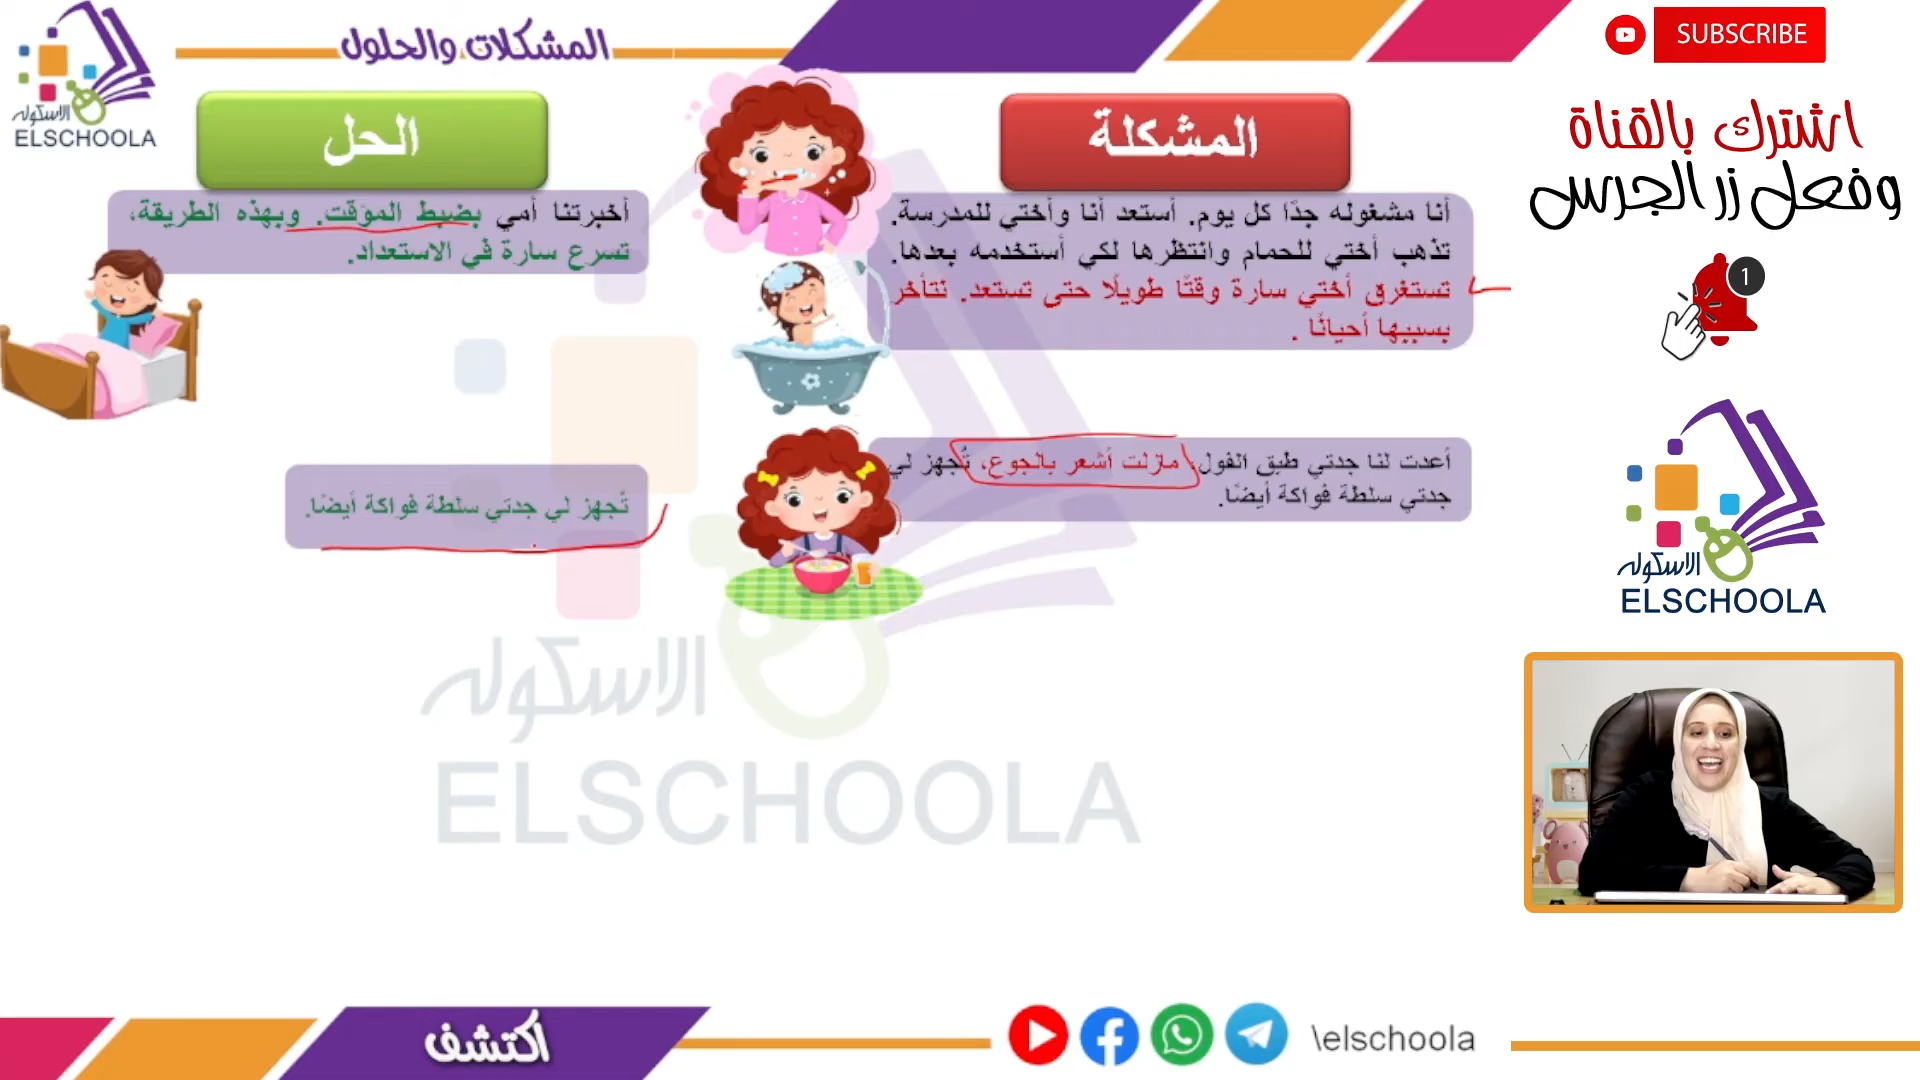 المشكلات والحلول
SUBSCRIBE
الاسكوله
ELSCHOOLA
المشكلة
الحل
اشترك بالقناة
وفعل زر الجرس
1
أنا مشغوله جدًا كل يوم. أستعد أنا وأختي للمدرسة.
تذهب أختي للحمام وانتظرها لكي أستخدمه بعدها.
تستغرق أختي سارة وقتًا طويلًا حتى تستعد. نتأخر
بسببها أحيانًا .
أخبرتنا أمي بضبط المؤقت. وبهذه الطريقة،
تسرع سارة في الاستعداد.
أعدت لنا جدتي طبق الفول، مازلت أشعر بالجوع، تُجهز لي
جدتي سلطة فواكة أيضًا.
تُجهز لي جدتي سلطة فواكة أيضًا.
الاسكوله
ELSCHOOLA
الاسكوله
ELSCHOOLA
اكتشف
\elschoola